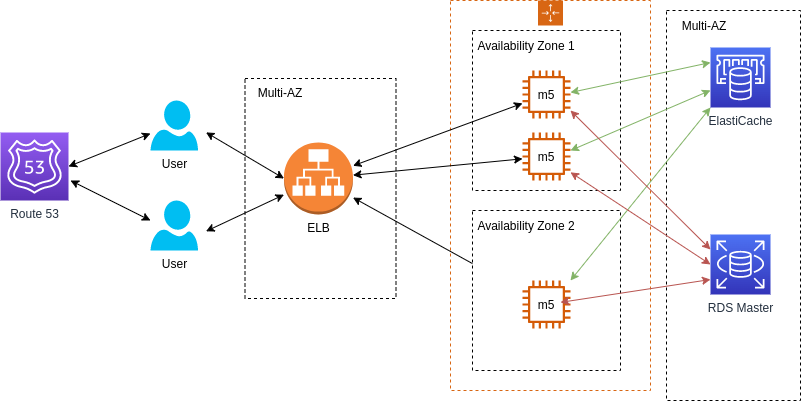 53
Route 53
User
User
Multi-AZ
ELB
Availability Zone 1
m5
m5
Availability Zone 2
m5
Multi-AZ
ElastiCache
RDS Master